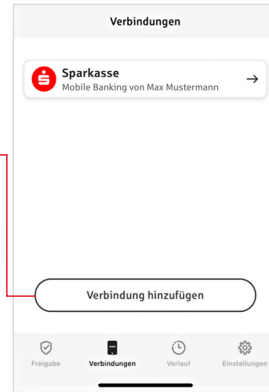 Verbindungen
Sparkasse
Mobile Banking von Max Mustermann
Verbindung hinzufügen
Freigabe
Verbindungen
Verlauf
Einstellungen